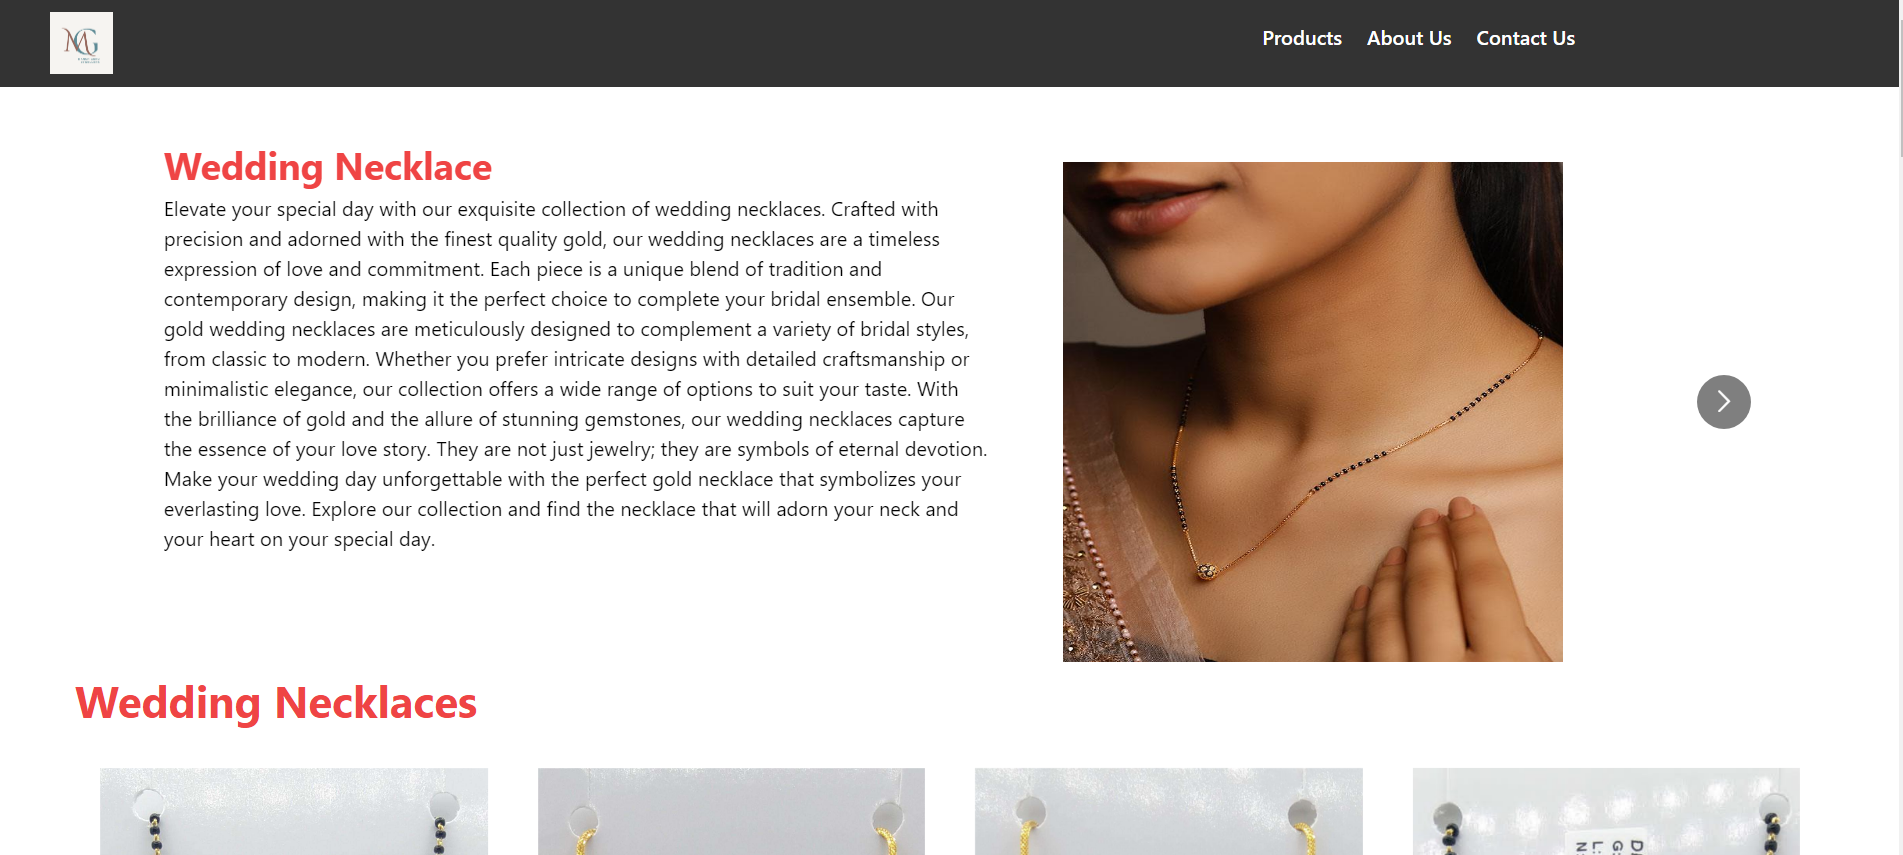 MG
Products About Us Contact Us
Wedding Necklace
Elevate your special day with our exquisite collection of wedding necklaces. Crafted with
precision and adorned with the finest quality gold, our wedding necklaces are a timeless
expression of love and commitment. Each piece is a unique blend of tradition and
contemporary design, making it the perfect choice to complete your bridal ensemble. Our
gold wedding necklaces are meticulously designed to complement a variety of bridal styles,
from classic to modern. Whether you prefer intricate designs with detailed craftsmanship or
minimalistic elegance, our collection offers a wide range of options to suit your taste. With
the brilliance of gold and the allure of stunning gemstones, our wedding necklaces capture
the essence of your love story. They are not just jewelry; they are symbols of eternal devotion.
Make your wedding day unforgettable with the perfect gold necklace that symbolizes your
everlasting love. Explore our collection and find the necklace that will adorn your neck and
your heart on your special day.
Wedding Necklaces